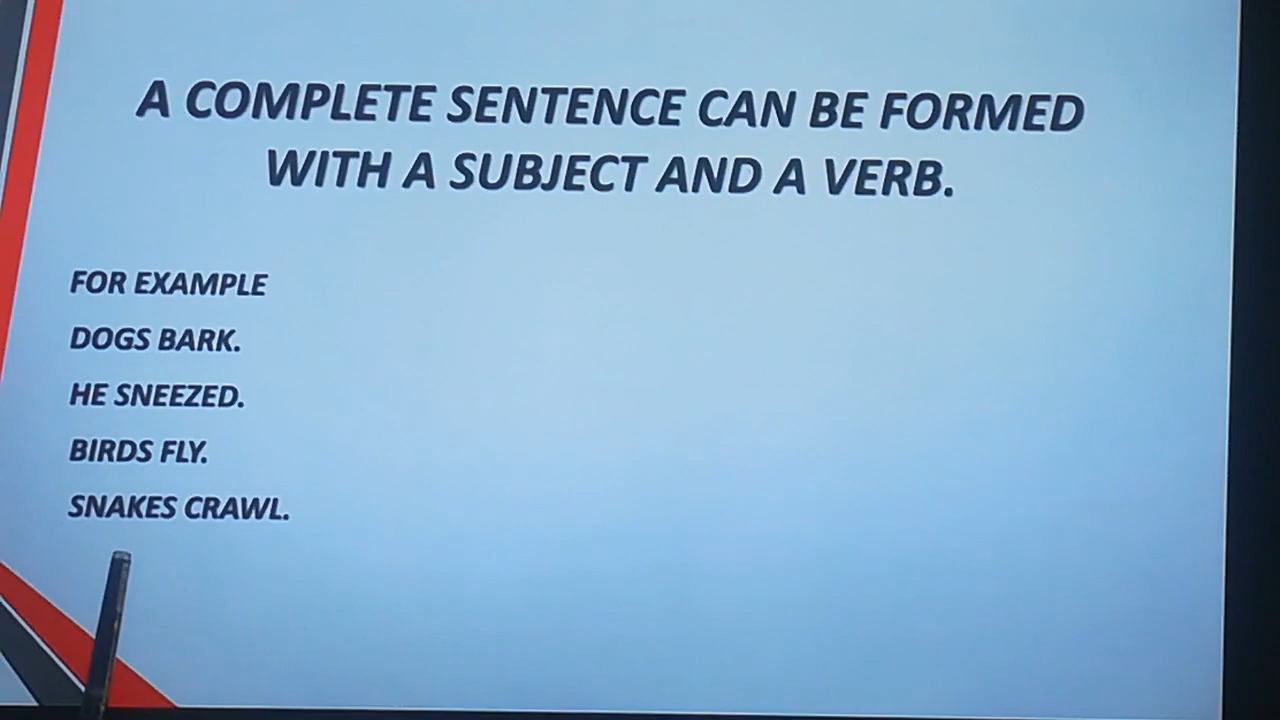 A COMPLETE SENTENCE CAN BE FORMED
WITH A SUBJECT AND A VERB.
FOR EXAMPLE
DOGS BARK.
HE SNEEZED.
BIRDS FLY.
SNAKES CRAWL.